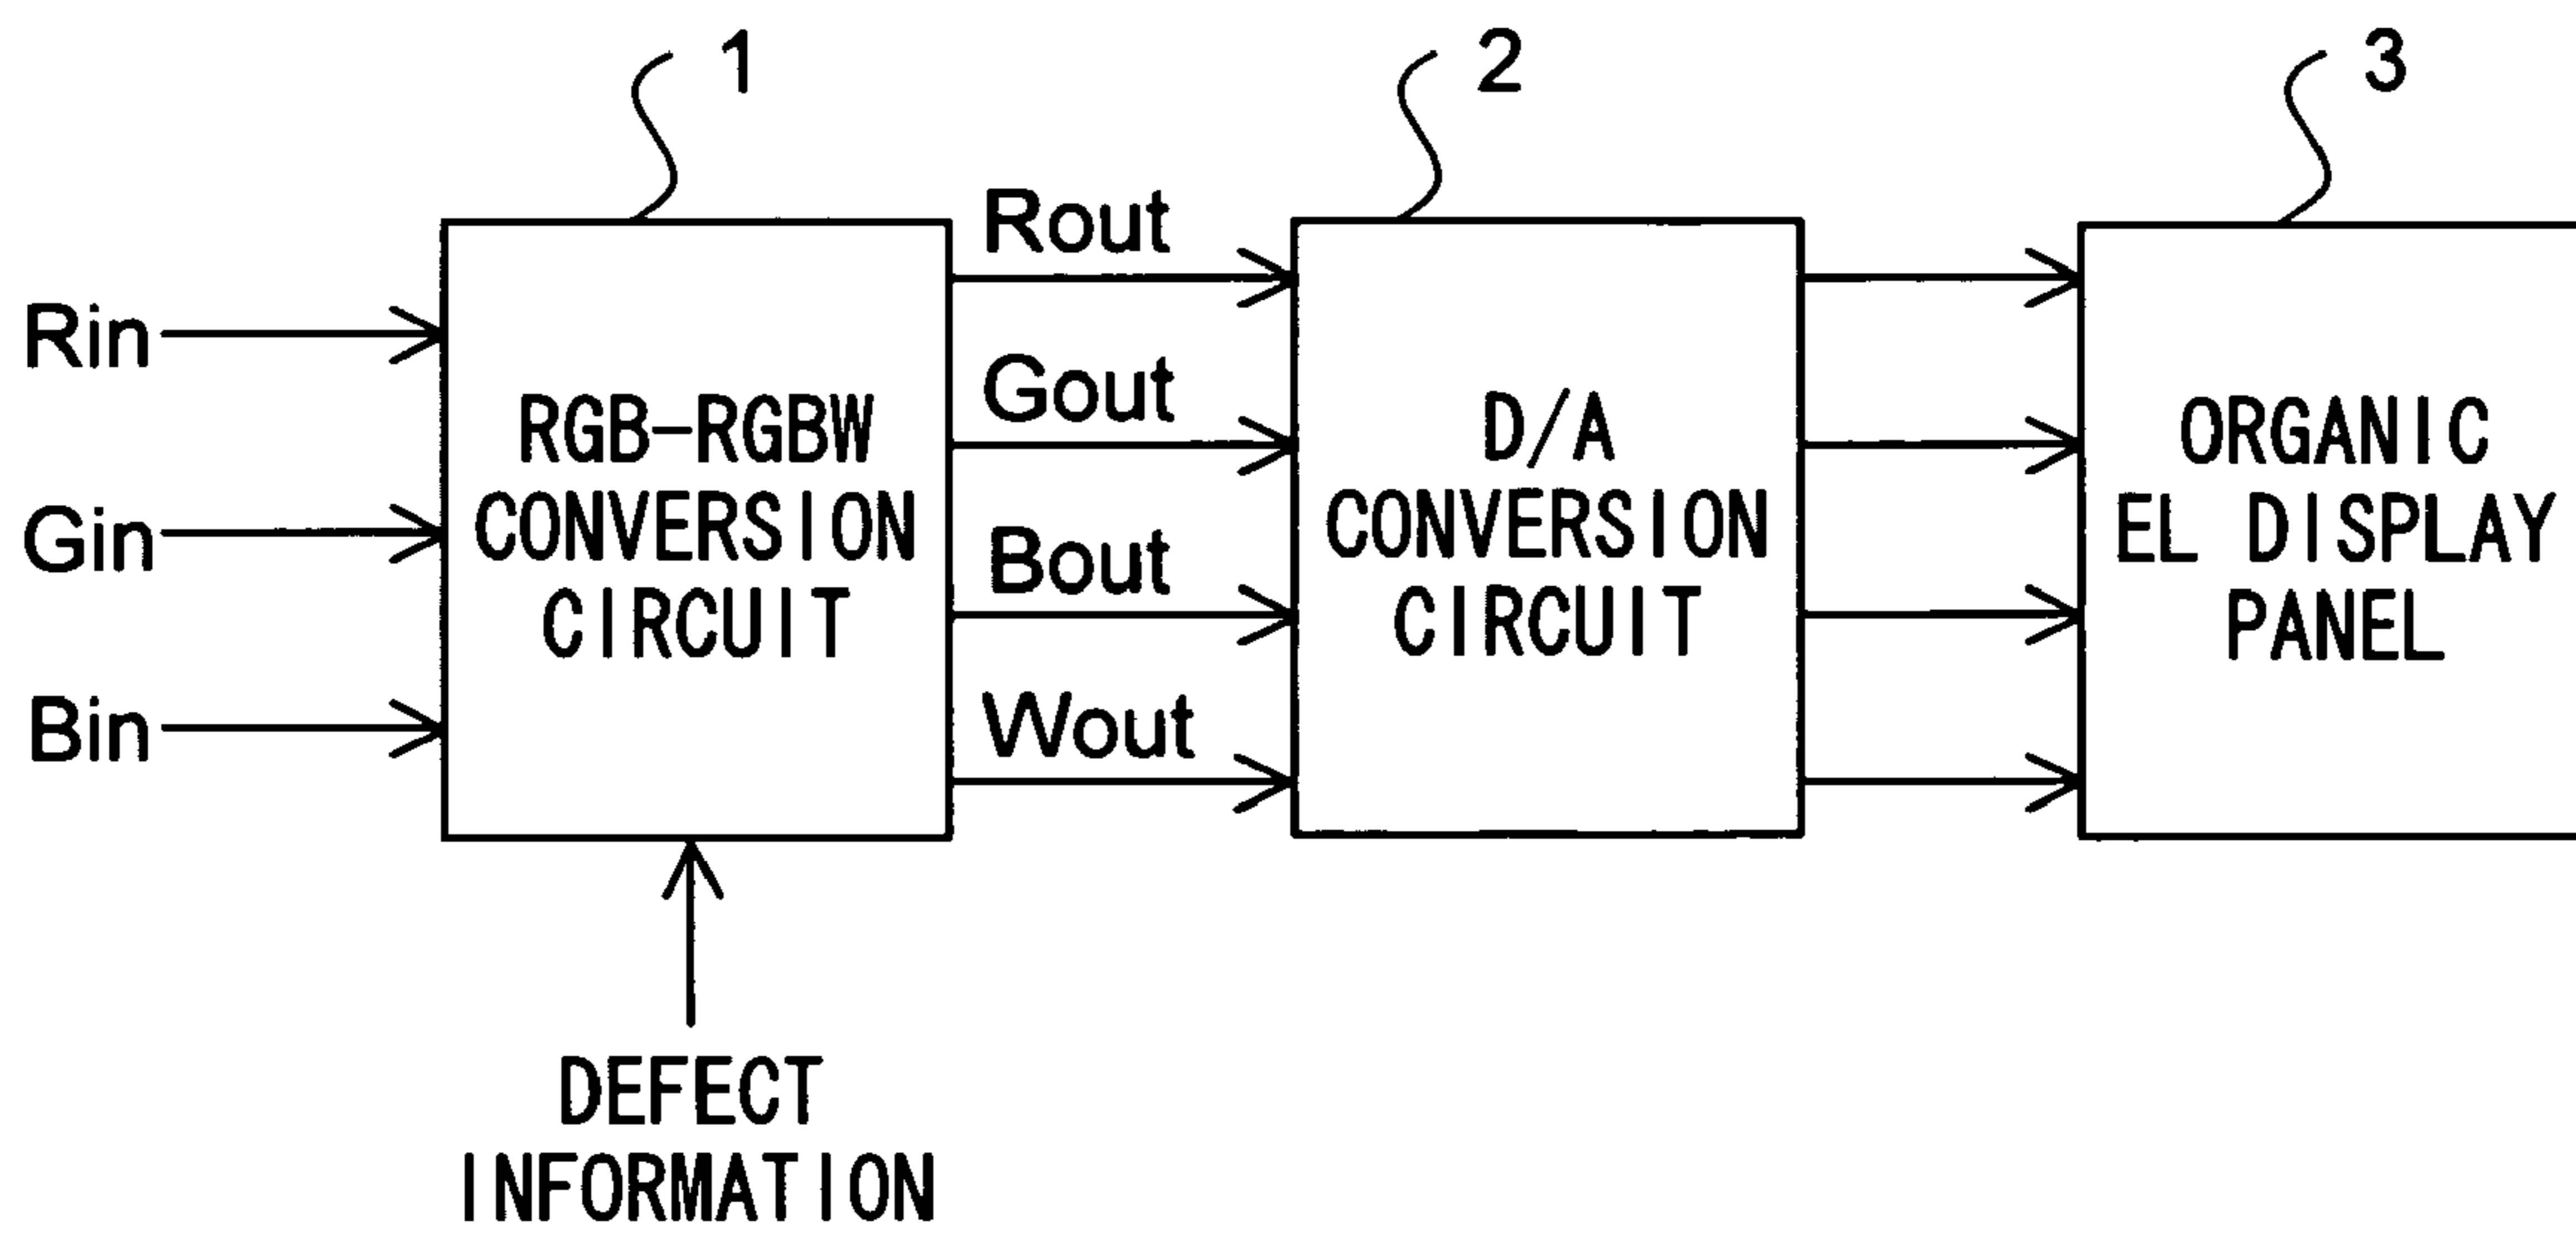 1
2
3
Rin
Gin
Bin
RGB-RGBW
CONVERSION
CIRCUIT
Rout
Gout
Bout
Wout
D/A
CONVERSION
CIRCUIT
ORGANIC
EL DISPLAY
PANEL
DEFECT
INFORMATION